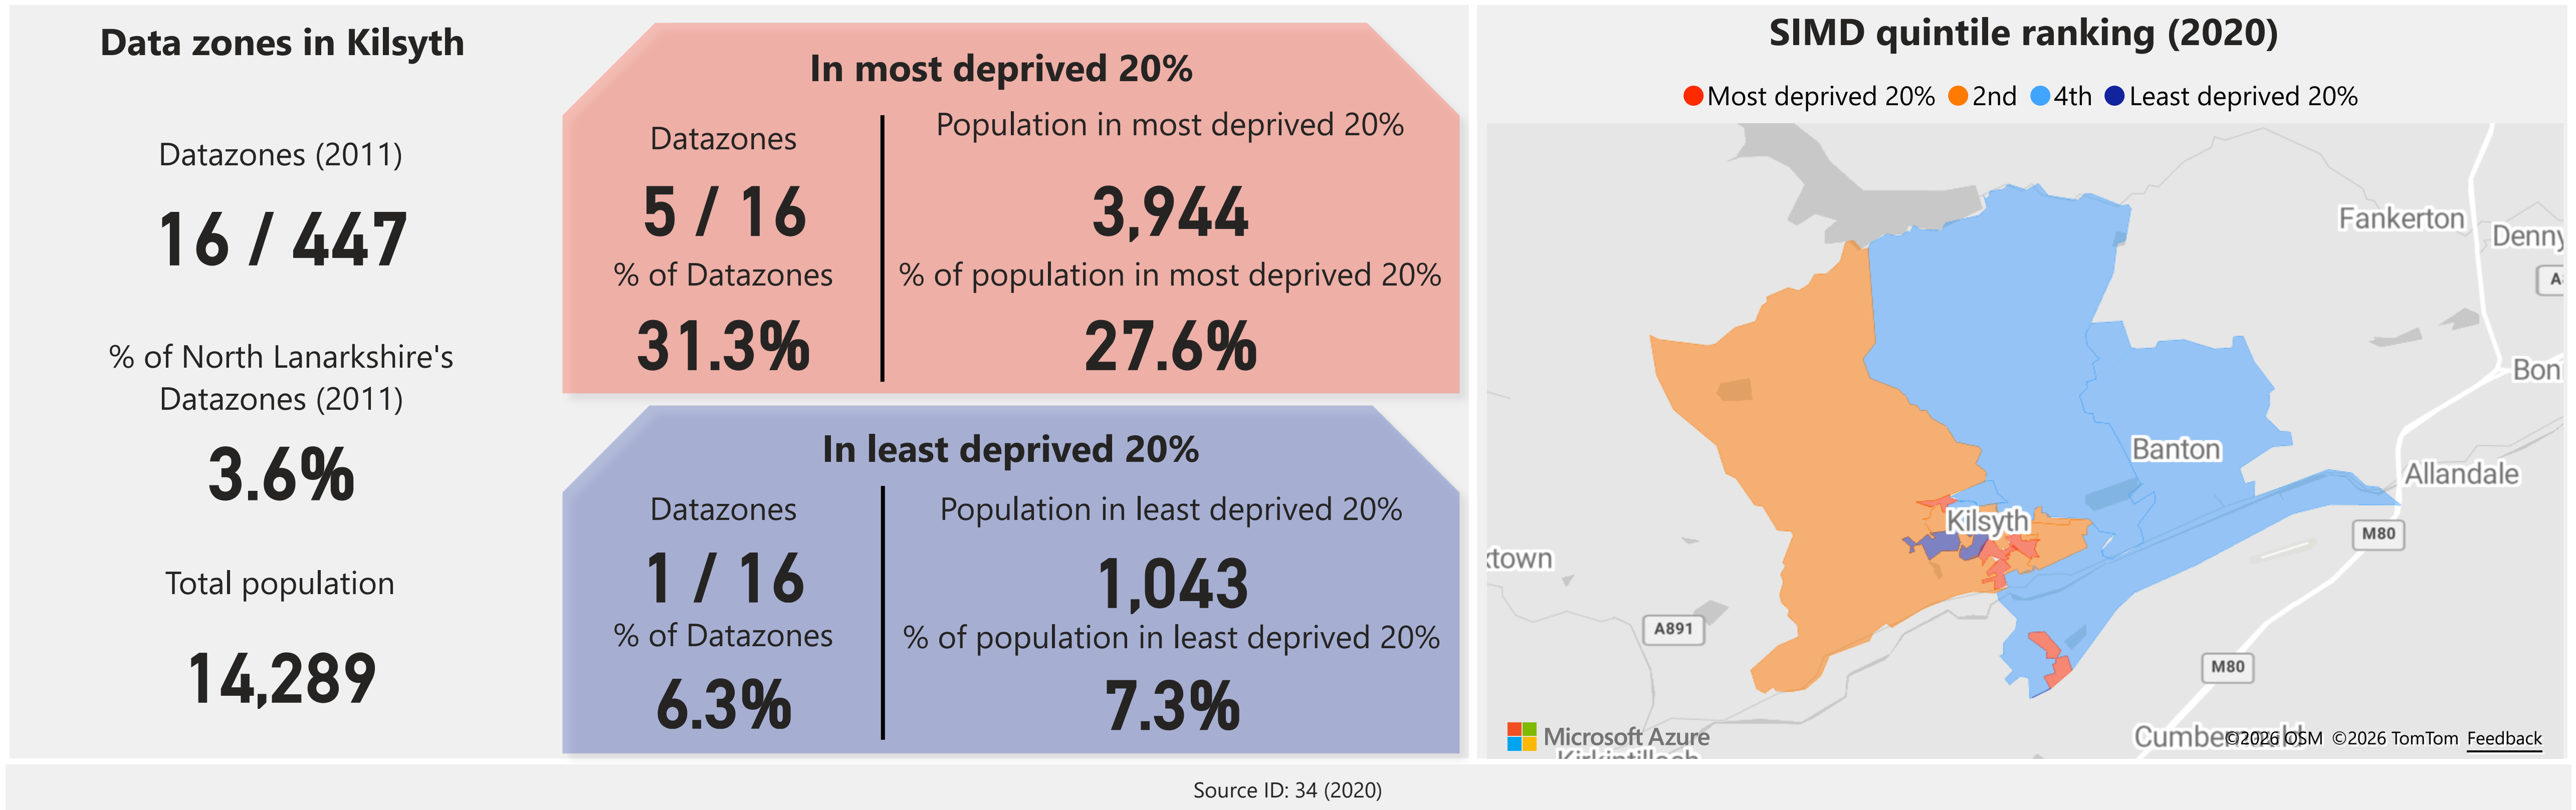 Data zones in Kilsyth
Datazones (2011)
16 / 447
% of North Lanarkshire's
Datazones (2011)
3.6%
Total population
14,289
In most deprived 20%
Datazones
5 / 16
% of Datazones
31.3%
Population in most deprived 20%
3,944
% of population in most deprived 20%
27.6%
In least deprived 20%
Datazones
1 / 16
% of Datazones
6.3%
Population in least deprived 20%
1,043
% of population in least deprived 20%
7.3%
SIMD quintile ranking (2020)
Most deprived 20% 2nd 4th Least deprived 20%
Fankerton
Denny
A
Bon
Banton
Allandale
Kilsyth
M80
ktown
A891
M80
Microsoft Azure
Kirkintilloch
Cumbernauld
©2026 OSM ©2026 TomTom Feedback
Source ID: 34 (2020)